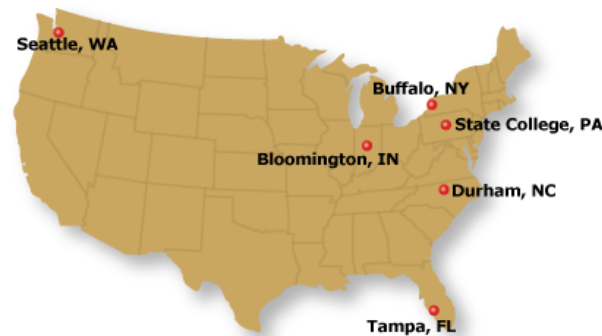 Seattle, WA
Buffalo, NY
State College, PA
Bloomington, IN
Durham, NC
Tampa, FL